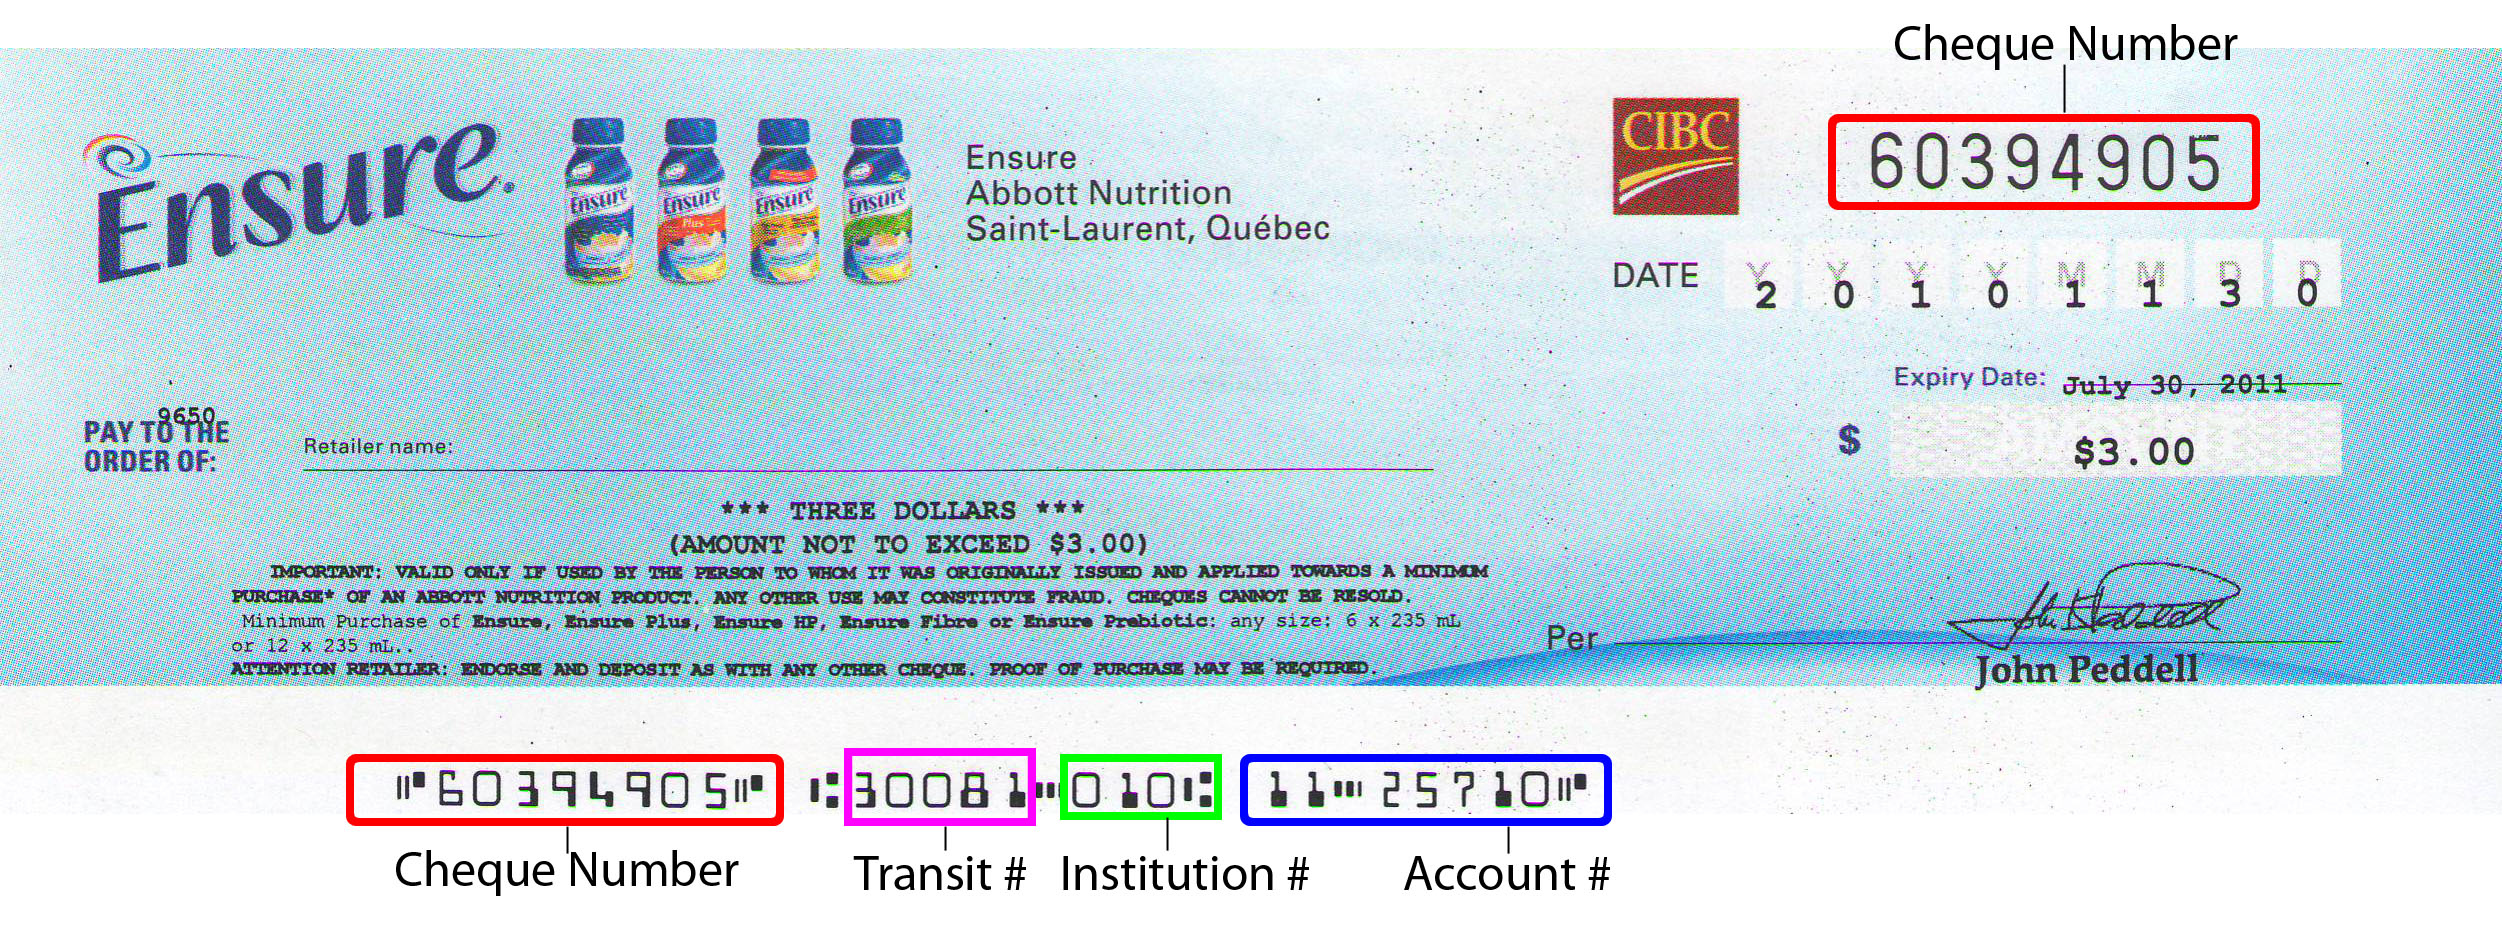 Cheque Number
Ensure.
Ensure
Ensure
Plus
Ensure
Ensure
Ensure
Abbott Nutrition
Saint-Laurent, Québec
CIBC
60394905
DATE
Y Y Y Y M M D D
2 0 1 0 1 1 3 0
Expiry Date: July 30, 2011
9650
PAY TO THE
ORDER OF:
Retailer name:
$ $3.00
*** THREE DOLLARS ***
(AMOUNT NOT TO EXCEED $3.00)
IMPORTANT: VALID ONLY IF USED BY THE PERSON TO WHOM IT WAS ORIGINALLY ISSUED AND APPLIED TOWARDS A MINIMUM
PURCHASE* OF AN ABBOTT NUTRITION PRODUCT. ANY OTHER USE MAY CONSTITUTE FRAUD. CHEQUES CANNOT BE RESOLD.
Minimum Purchase of Ensure, Ensure Plus, Ensure HP, Ensure Fibre or Ensure Prebiotic: any size: 6 x 235 mL
or 12 x 235 mL..
ATTENTION RETAILER: ENDORSE AND DEPOSIT AS WITH ANY OTHER CHEQUE. PROOF OF PURCHASE MAY BE REQUIRED.
Per
John Peddell
⑈60394905⑈ ⑆30081⑉010⑆ 11⑉25710⑈
Cheque Number
Transit #
Institution #
Account #